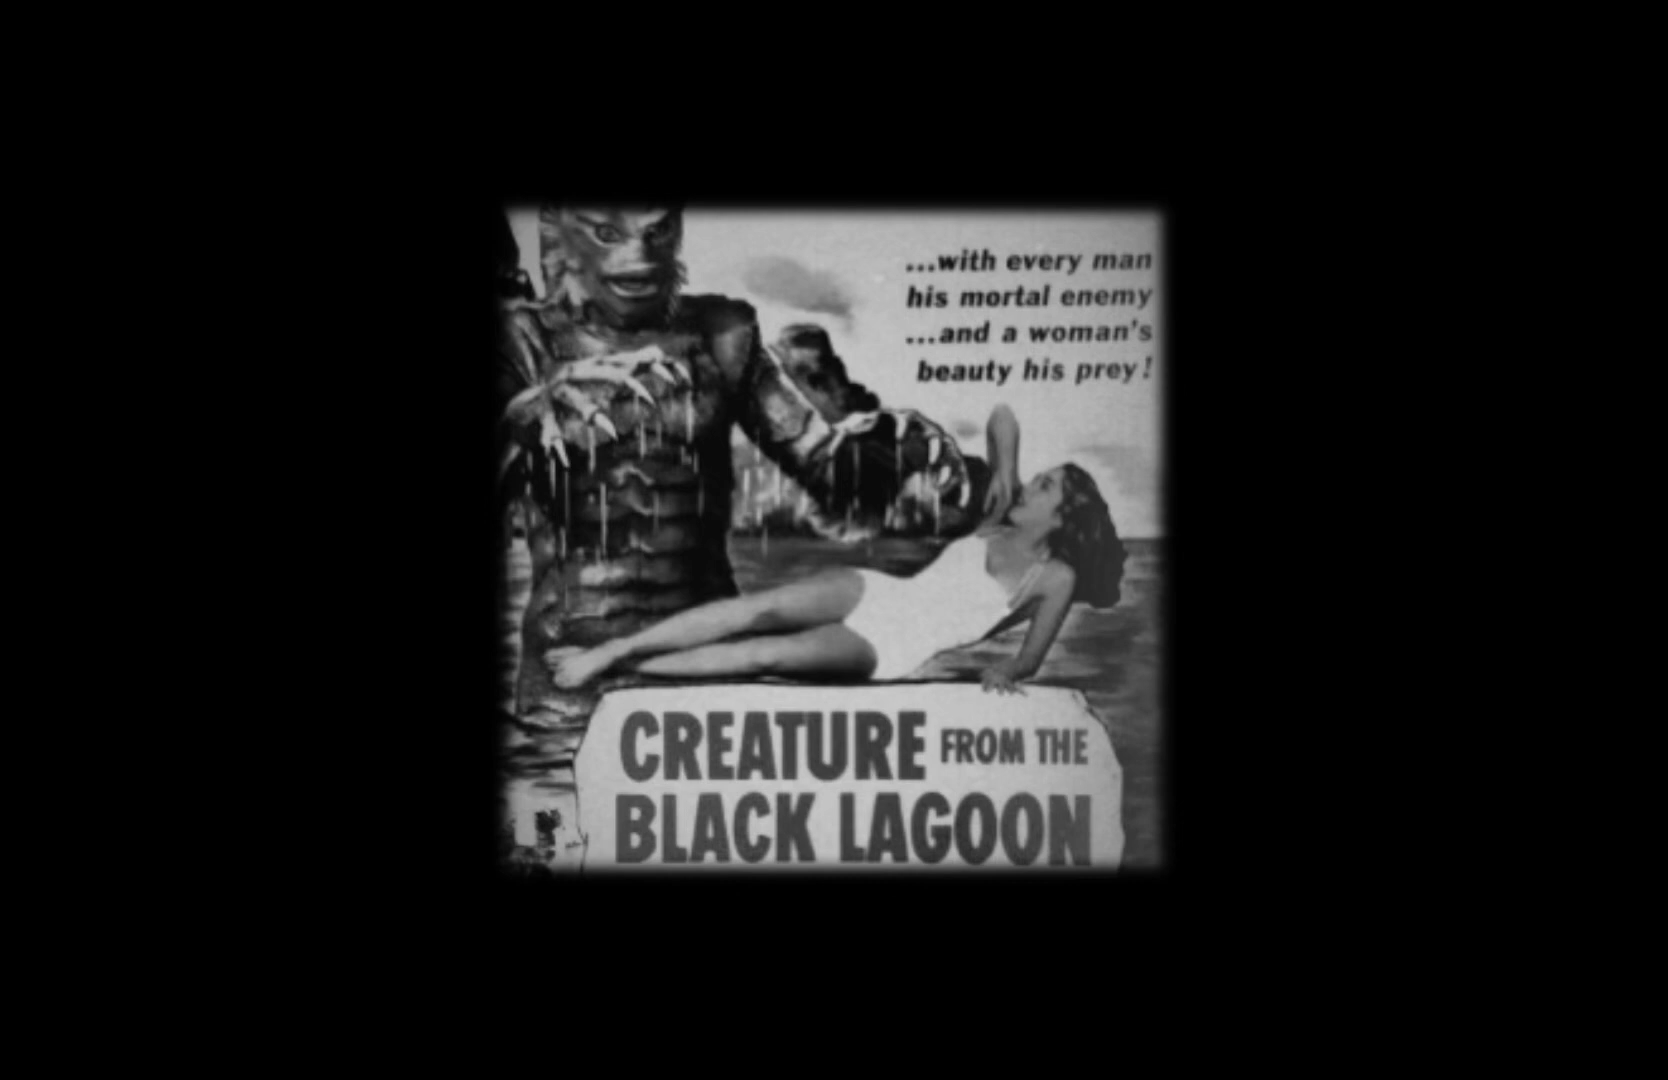 ...with every man
his mortal enemy
...and a woman's
beauty his prey!
CREATURE FROM THE
BLACK LAGOON